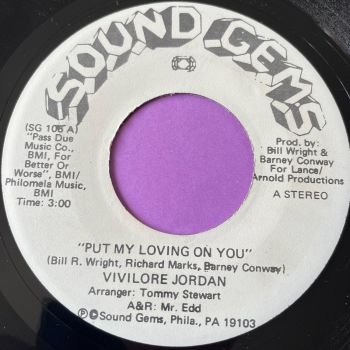 SOUND GEMS
(SG 106 A)
"Pass Due
Music Co.,
BMI, For
Better Or
Worse", BMI/
Philomela Music,
BMI
Time: 3:00
Prod. by:
Bill Wright &
Barney Conway
For Lance/
Arnold Productions
A STEREO
"PUT MY LOVING ON YOU"
(Bill R. Wright, Richard Marks, Barney Conway)
VIVILORE JORDAN
Arranger: Tommy Stewart
A&R: Mr. Edd
ⓅⒸSound Gems, Phila., PA 19103